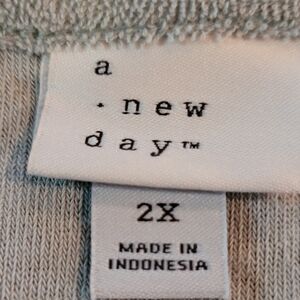 a
· new
day™
2X
MADE IN
INDONESIA